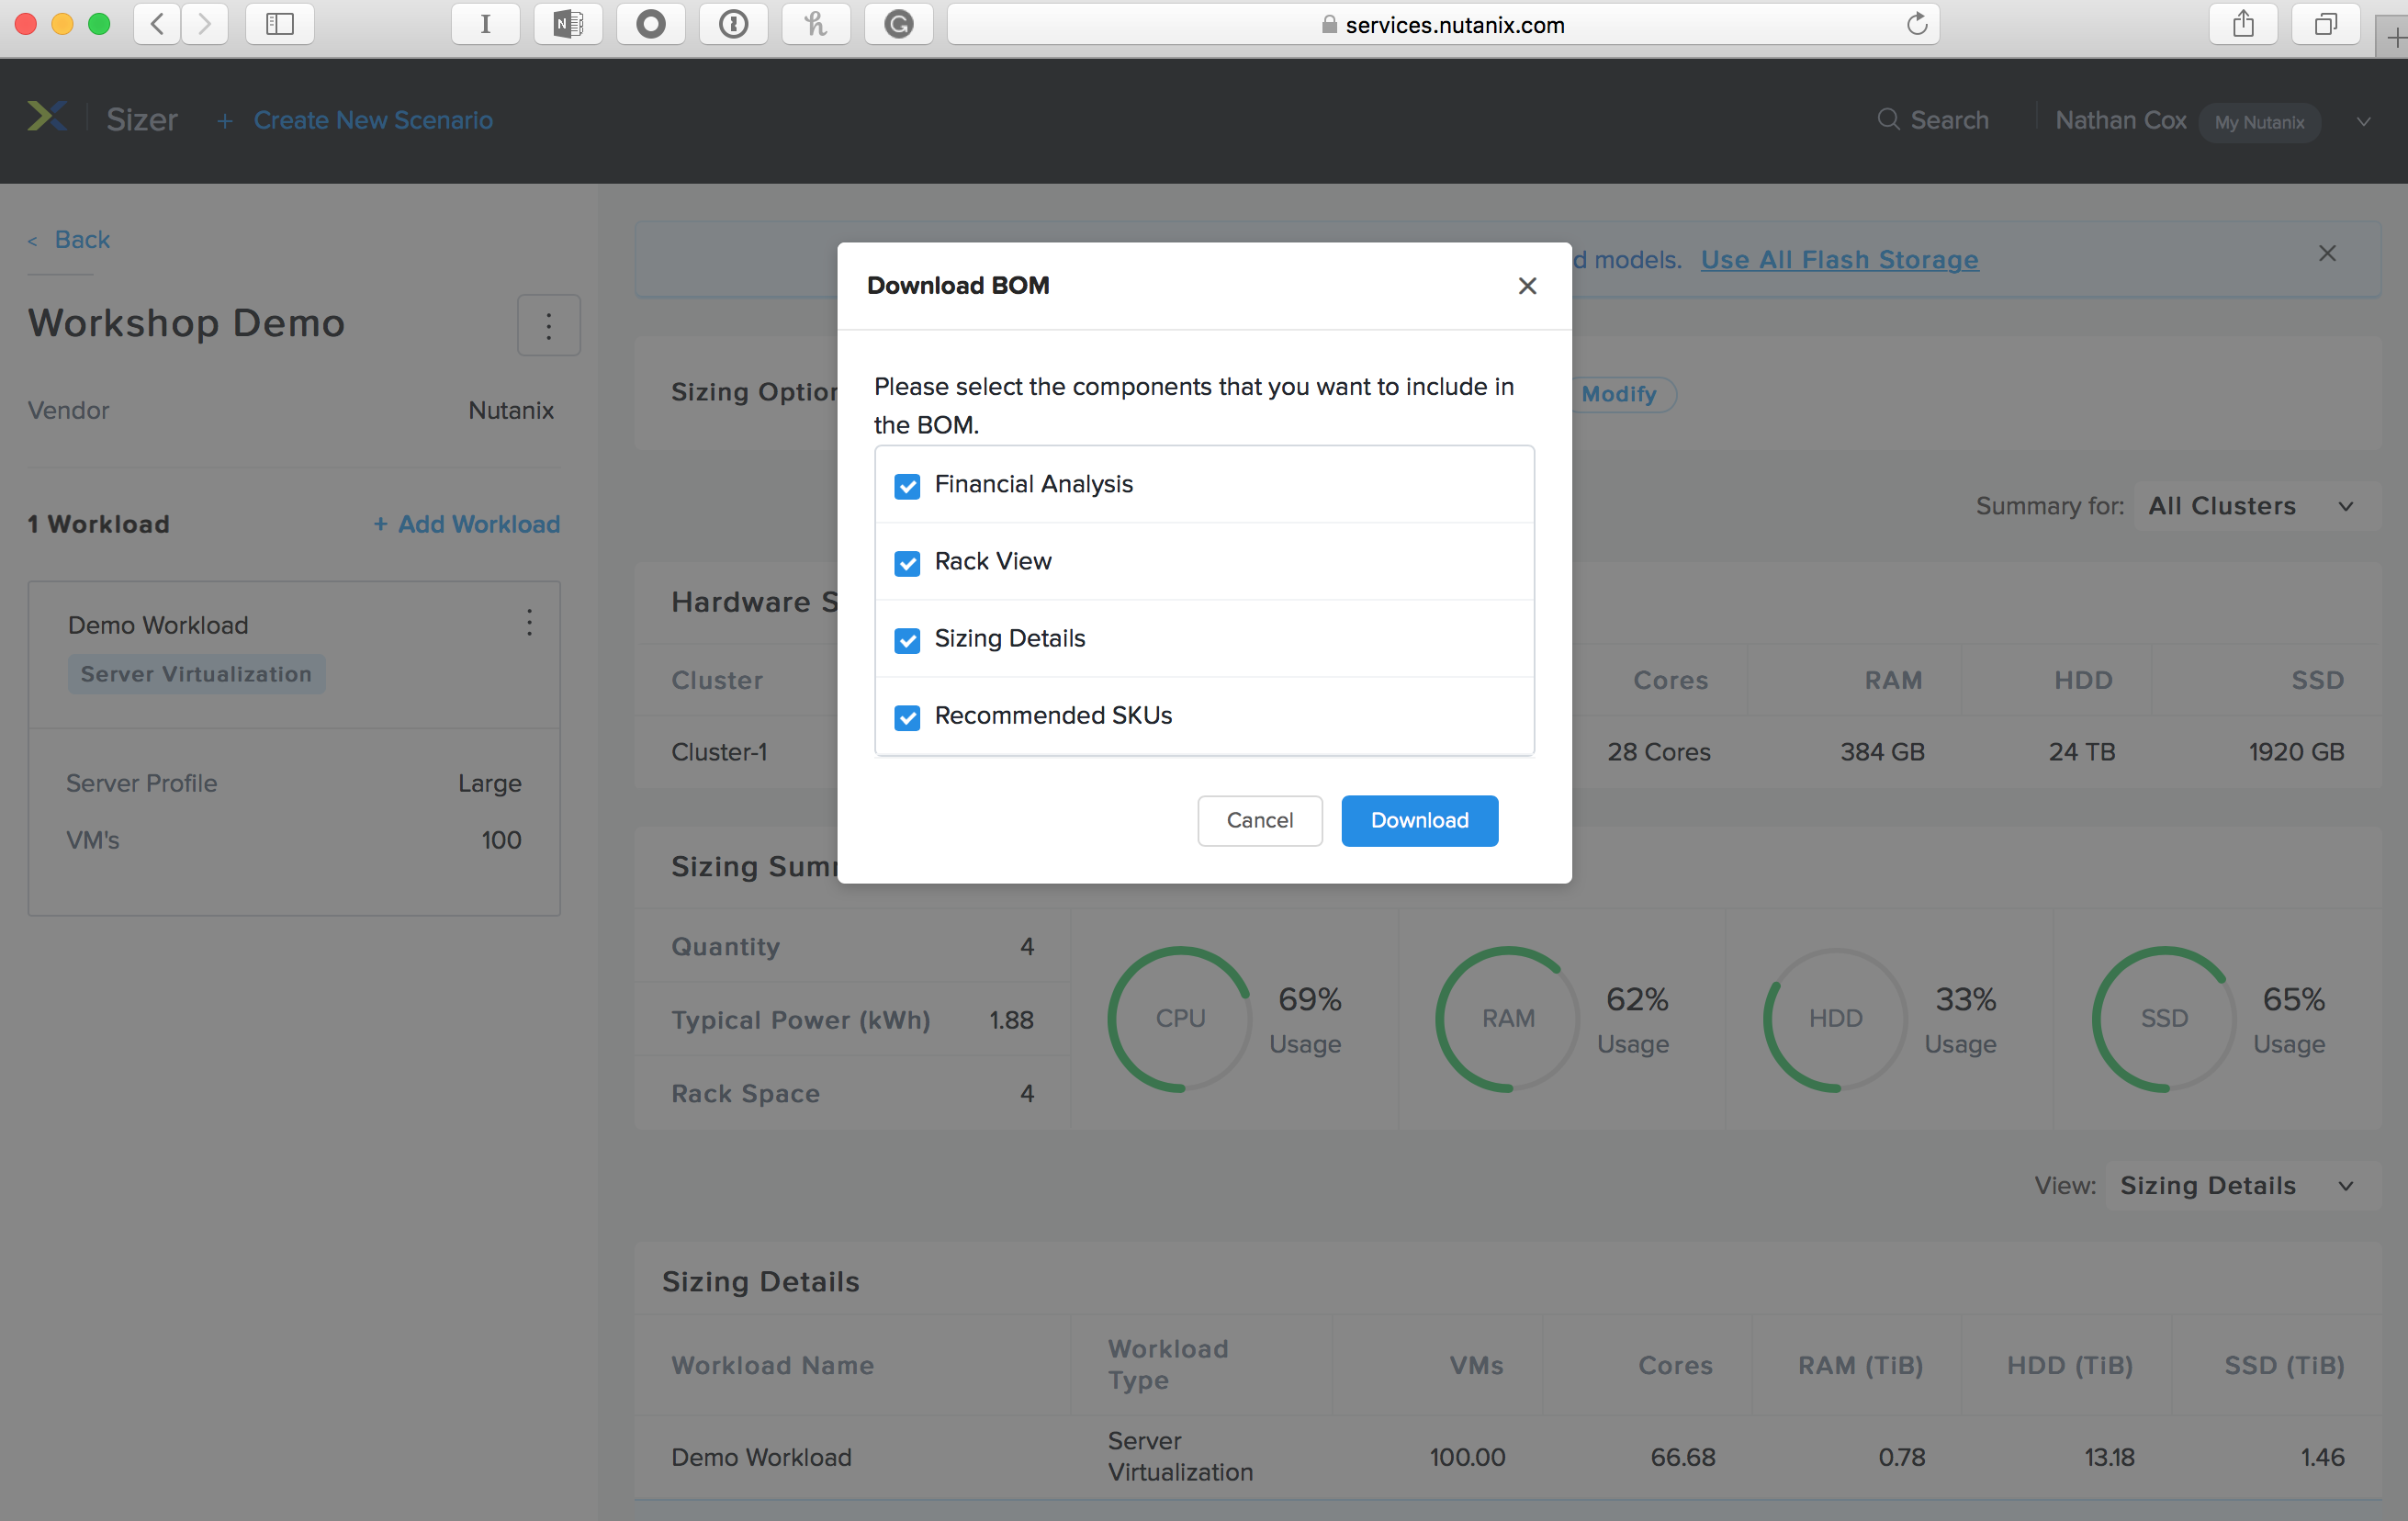 services.nutanix.com
Sizer
+ Create New Scenario
Search
Nathan Cox
My Nutanix
< Back
Workshop Demo
Vendor Nutanix
1 Workload
+ Add Workload
Demo Workload
Server Virtualization
Server Profile Large
VM's 100
d models. Use All Flash Storage
Sizing Option
Modify
Summary for: All Clusters
Hardware S
Cluster Cores RAM HDD SSD
Cluster-1 28 Cores 384 GB 24 TB 1920 GB
Download BOM
Please select the components that you want to include in
the BOM.
Financial Analysis
Rack View
Sizing Details
Recommended SKUs
Cancel
Download
Sizing Summ
Quantity 4
Typical Power (kWh) 1.88
Rack Space 4
CPU 69%
Usage
RAM 62%
Usage
HDD 33%
Usage
SSD 65%
Usage
View: Sizing Details
Sizing Details
Workload Name Workload Type VMs Cores RAM (TiB) HDD (TiB) SSD (TiB)
Demo Workload Server Virtualization 100.00 66.68 0.78 13.18 1.46